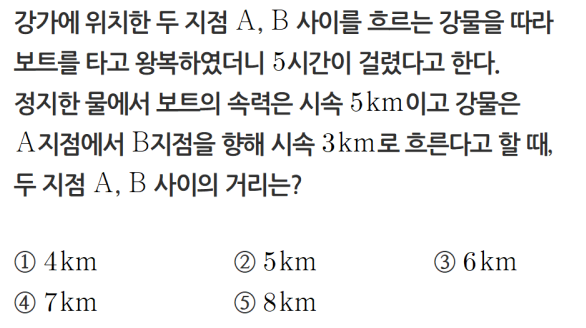 강가에 위치한 두 지점 A, B 사이를 흐르는 강물을 따라
보트를 타고 왕복하였더니 5시간이 걸렸다고 한다.
정지한 물에서 보트의 속력은 시속 5km이고 강물은
A지점에서 B지점을 향해 시속 3km로 흐른다고 할 때,
두 지점 A, B 사이의 거리는?
① 4km ② 5km ③ 6km
④ 7km ⑤ 8km